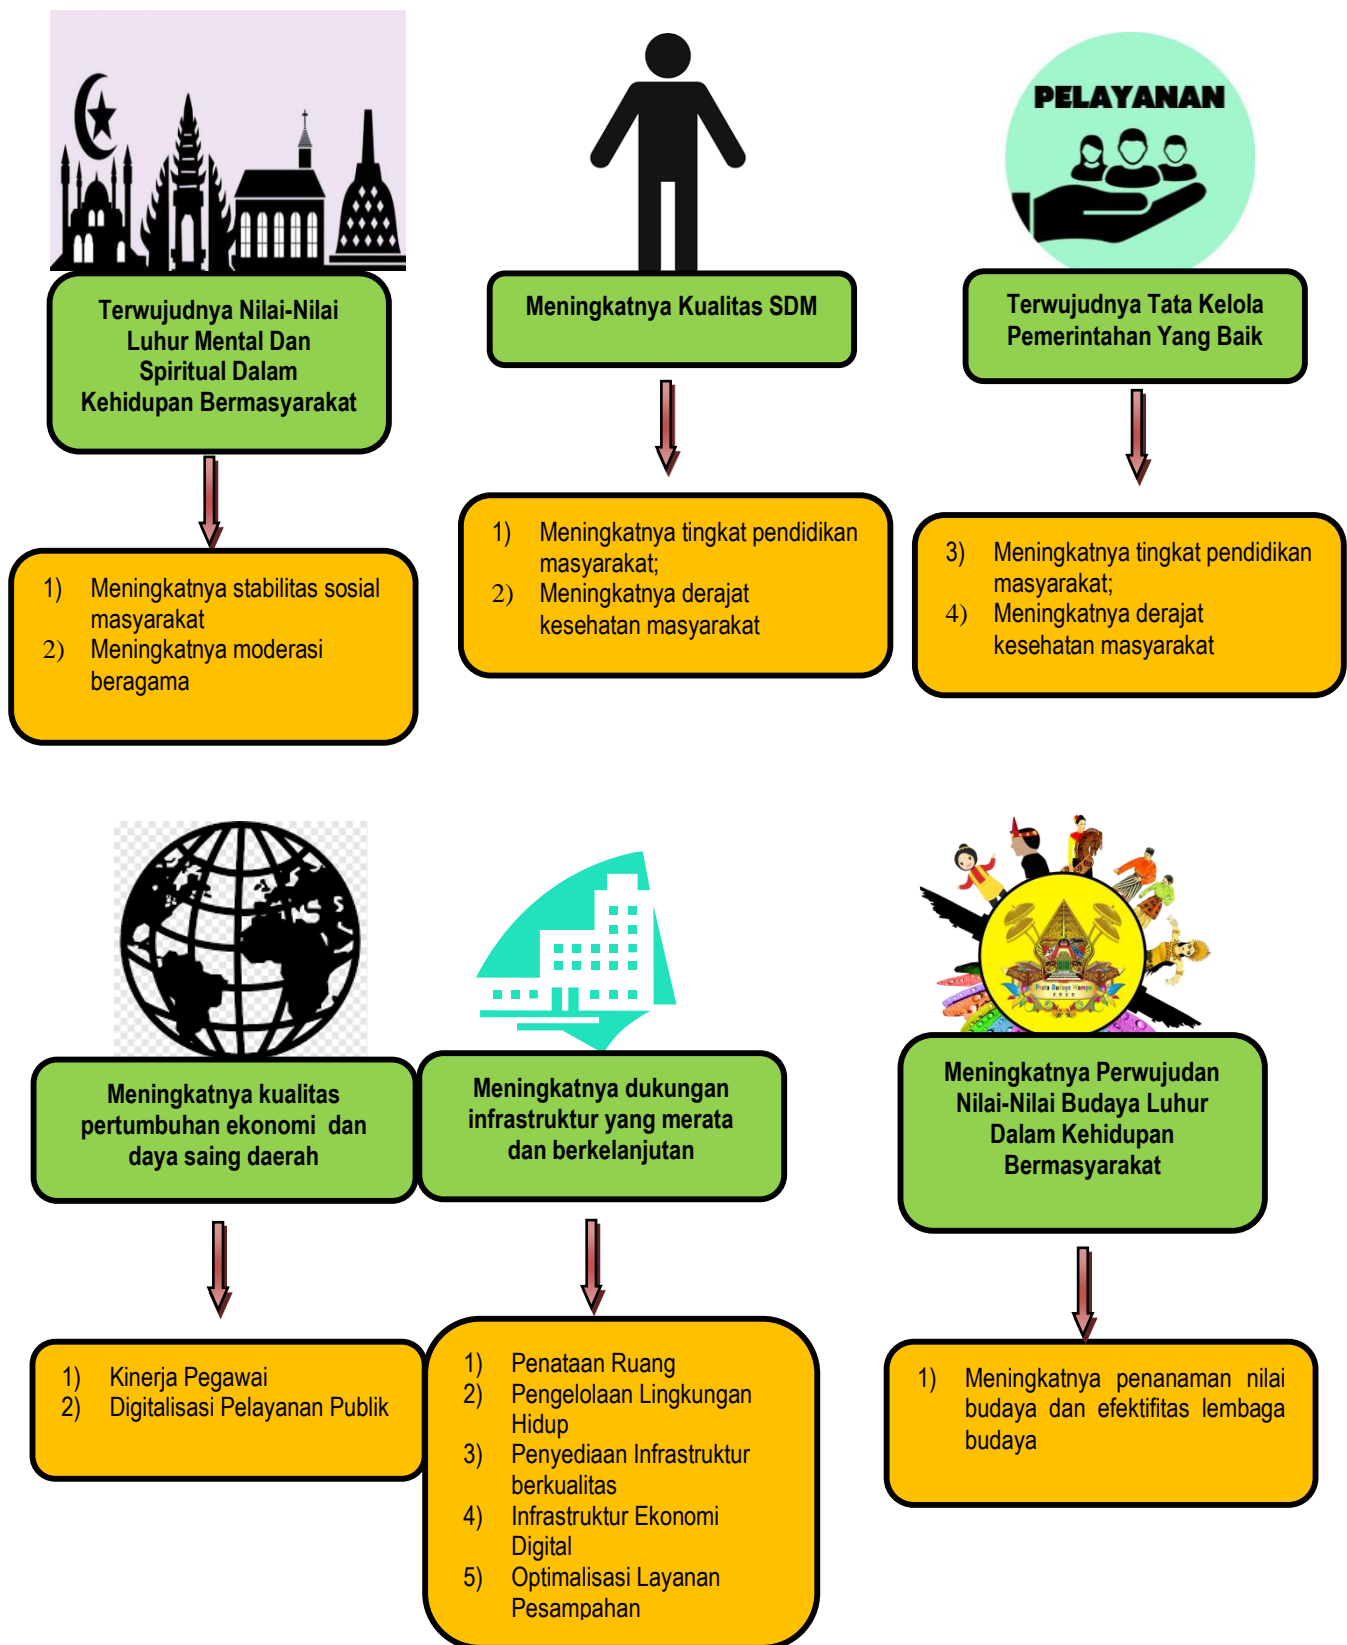 PELAYANAN
Terwujudnya Nilai-Nilai
Luhur Mental Dan
Spiritual Dalam
Kehidupan Bermasyarakat
Meningkatnya Kualitas SDM
Terwujudnya Tata Kelola
Pemerintahan Yang Baik
1) Meningkatnya stabilitas sosial
masyarakat
2) Meningkatnya moderasi
beragama
1) Meningkatnya tingkat pendidikan
masyarakat;
2) Meningkatnya derajat
kesehatan masyarakat
3) Meningkatnya tingkat pendidikan
masyarakat;
4) Meningkatnya derajat
kesehatan masyarakat
Pesta Budaya Wampu
2020
Meningkatnya kualitas
pertumbuhan ekonomi dan
daya saing daerah
Meningkatnya dukungan
infrastruktur yang merata
dan berkelanjutan
Meningkatnya Perwujudan
Nilai-Nilai Budaya Luhur
Dalam Kehidupan
Bermasyarakat
1) Kinerja Pegawai
2) Digitalisasi Pelayanan Publik
1) Penataan Ruang
2) Pengelolaan Lingkungan
Hidup
3) Penyediaan Infrastruktur
berkualitas
4) Infrastruktur Ekonomi
Digital
5) Optimalisasi Layanan
Pesampahan
1) Meningkatnya penanaman nilai
budaya dan efektifitas lembaga
budaya